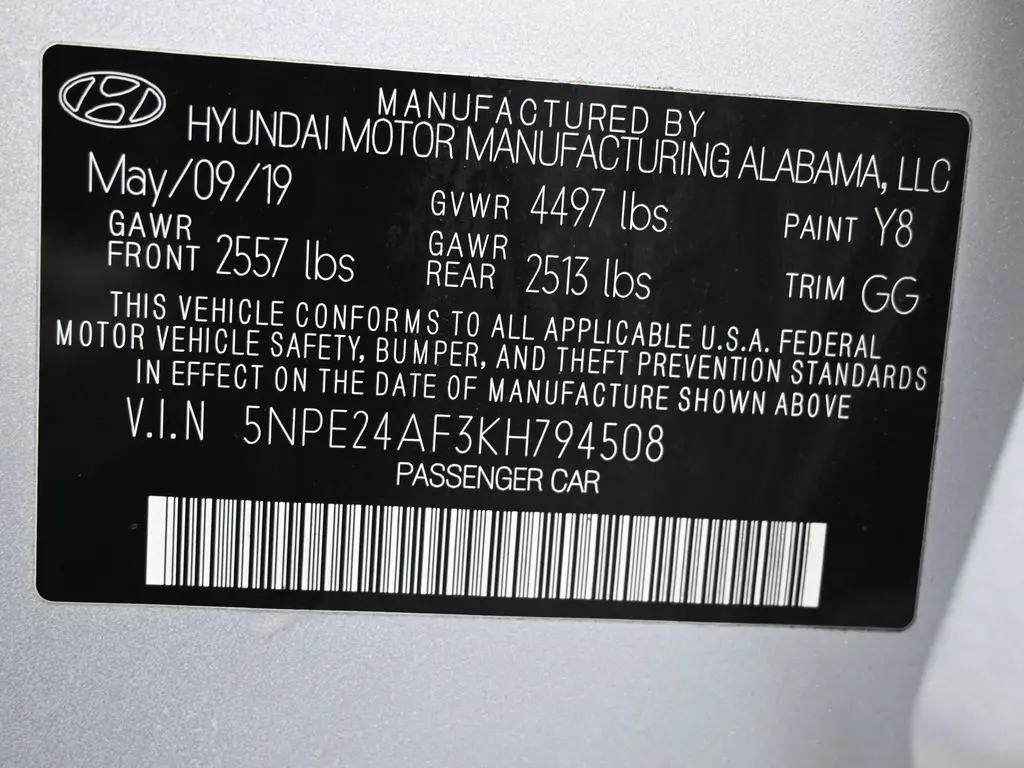 MANUFACTURED BY
HYUNDAI MOTOR MANUFACTURING ALABAMA, LLC
May/09/19 GVWR 4497 lbs PAINT Y8
GAWR FRONT 2557 lbs GAWR REAR 2513 lbs TRIM GG
THIS VEHICLE CONFORMS TO ALL APPLICABLE U.S.A. FEDERAL
MOTOR VEHICLE SAFETY, BUMPER, AND THEFT PREVENTION STANDARDS
IN EFFECT ON THE DATE OF MANUFACTURE SHOWN ABOVE
V.I.N 5NPE24AF3KH794508
PASSENGER CAR